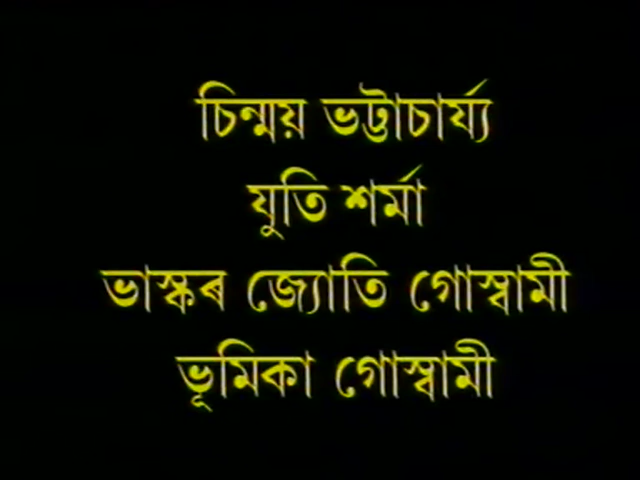 চিন্ময় ভট্টাচাৰ্য্য
যুতি শৰ্মা
ভাস্কৰ জ্যোতি গোস্বামী
ভূমিকা গোস্বামী